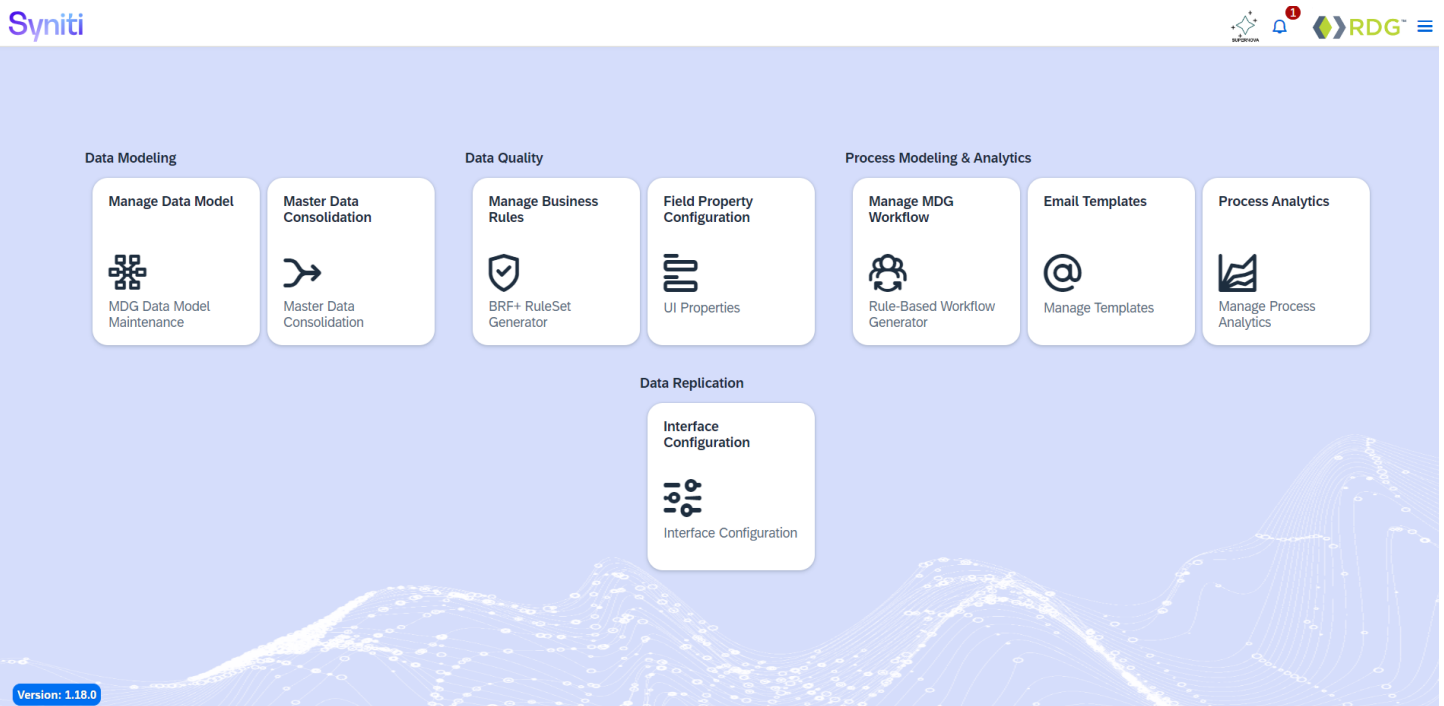 Syniti
1
SUPERNOVA
RDG™
Data Modeling
Data Quality
Process Modeling & Analytics
Manage Data Model
MDG Data Model
Maintenance
Master Data
Consolidation
Master Data
Consolidation
Manage Business
Rules
BRF+ RuleSet
Generator
Field Property
Configuration
UI Properties
Manage MDG
Workflow
Rule-Based Workflow
Generator
Email Templates
Manage Templates
Process Analytics
Manage Process
Analytics
Data Replication
Interface
Configuration
Interface Configuration
Version: 1.18.0